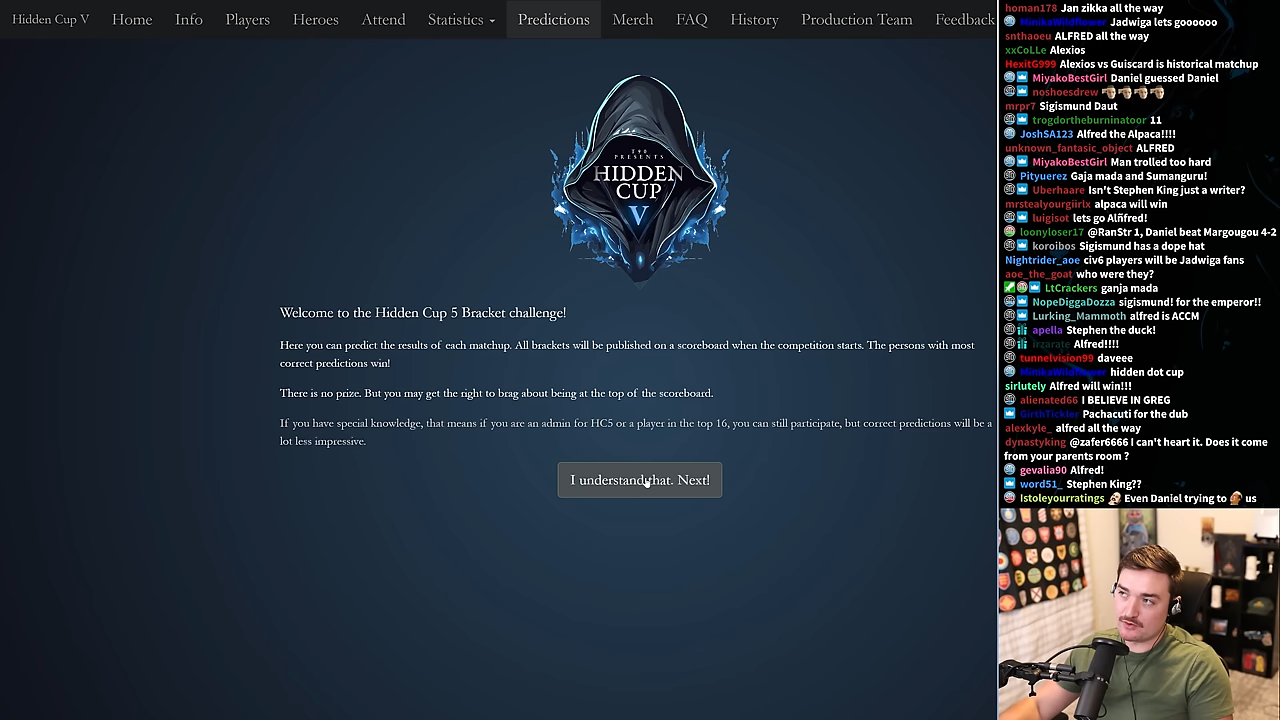 Hidden Cup V Home Info Players Heroes Attend Statistics Predictions Merch FAQ History Production Team Feedback
T90
PRESENTS
HIDDEN
CUP
V
Welcome to the Hidden Cup 5 Bracket challenge!
Here you can predict the results of each matchup. All brackets will be published on a scoreboard when the competition starts. The persons with most
correct predictions win!
There is no prize. But you may get the right to brag about being at the top of the scoreboard.
If you have special knowledge, that means if you are an admin for HC5 or a player in the top 16, you can still participate, but correct predictions will be a
lot less impressive.
I understand that. Next!
homan178 Jan zikka all the way
MinikaWildflower Jadwiga lets goooooo
snthaoeu ALFRED all the way
xxCoLLe Alexios
HexitG999 Alexios vs Guiscard is historical matchup
MiyakoBestGirl Daniel guessed Daniel
noshoesdrew
mrpr7 Sigismund Daut
trogdortheburninatoor 11
JoshSA123 Alfred the Alpaca!!!!
unknown_fantasic_object ALFRED
MiyakoBestGirl Man trolled too hard
Pityuerez Gaja mada and Sumanguru!
Uberhaare Isn't Stephen King just a writer?
mrstealyourgiirlx alpaca will win
luigisot lets go Alñfred!
loonyloser17 @RanStr 1, Daniel beat Margougou 4-2
koroibos Sigismund has a dope hat
Nightrider_aoe civ6 players will be Jadwiga fans
aoe_the_goat who were they?
LtCrackers ganja mada
NopeDiggaDozza sigismund! for the emperor!!
Lurking_Mammoth alfred is ACCM
apella Stephen the duck!
irzarate Alfred!!!!
tunnelvision99 daveee
MinikaWildflower hidden dot cup
sirlutely Alfred will win!!!
alienated66 I BELIEVE IN GREG
GirthTickler Pachacuti for the dub
alexkyle_ alfred all the way
dynastyking @zafer6666 I can't heart it. Does it come
from your parents room ?
gevalia90 Alfred!
word51_ Stephen King??
Istoleyourratings Even Daniel trying to us